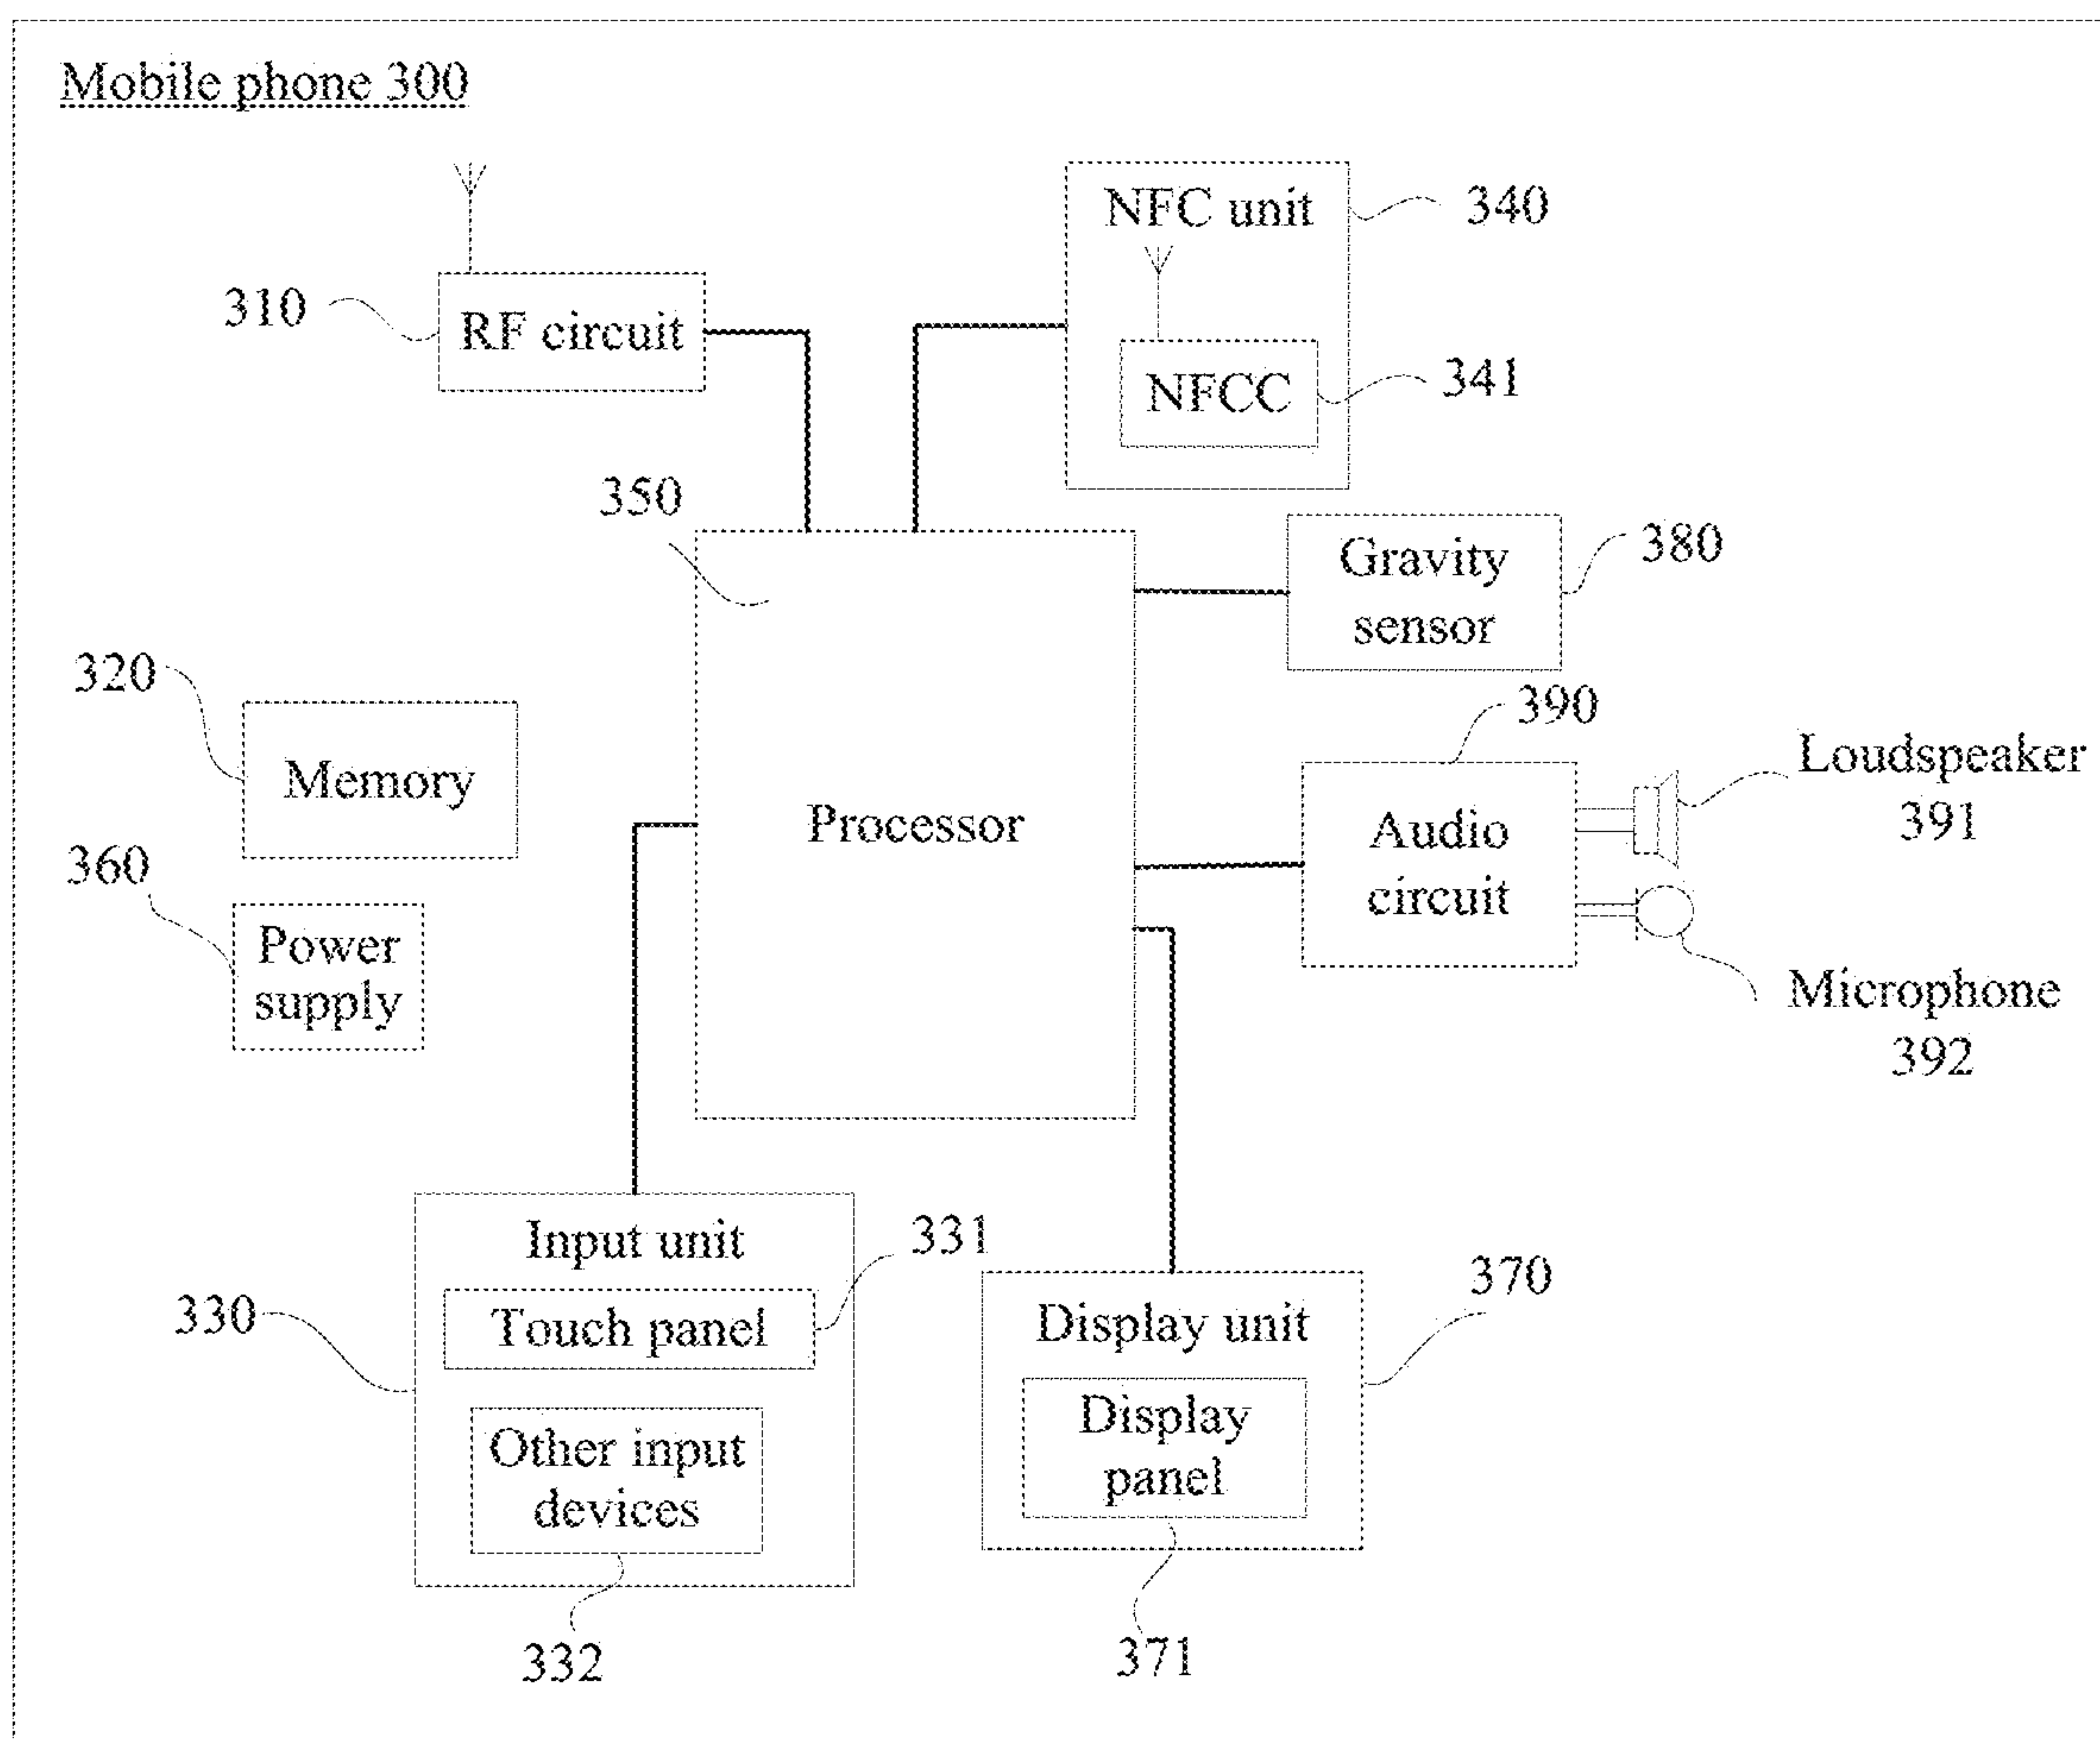 Mobile phone 300
NFC unit
340
310
RF circuit
NFCC
341
350
Gravity
sensor
380
320
Memory
390
Loudspeaker
391
Processor
Audio
circuit
360
Power
supply
Microphone
392
Input unit
331
330
Touch panel
Other input
devices
332
Display unit
370
Display
panel
371